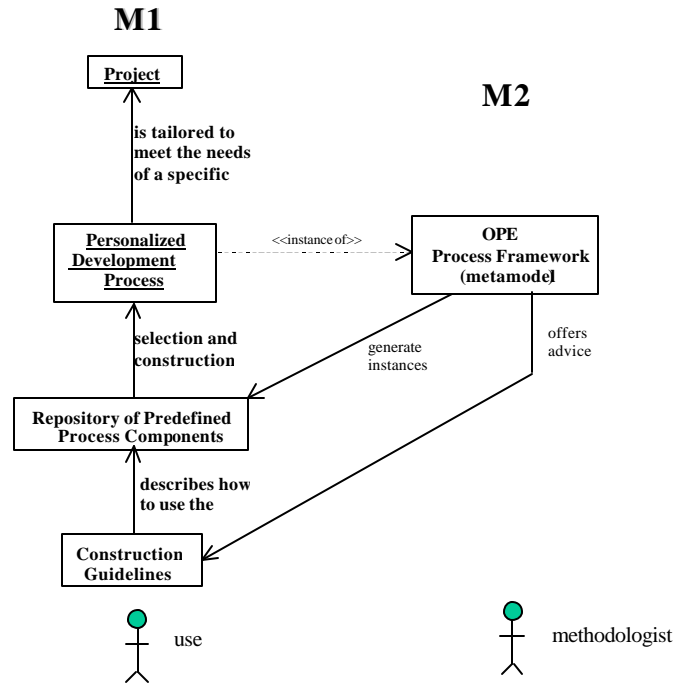 M1
Project
M2
is tailored to
meet the needs
of a specific
Personalized
Development
Process
<<instance of>>
OPF
Process Framework
(metamodel
selection and
construction
generate
instances
offers
advice
Repository of Predefined
Process Components
describes how
to use the
Construction
Guidelines
use
methodologist